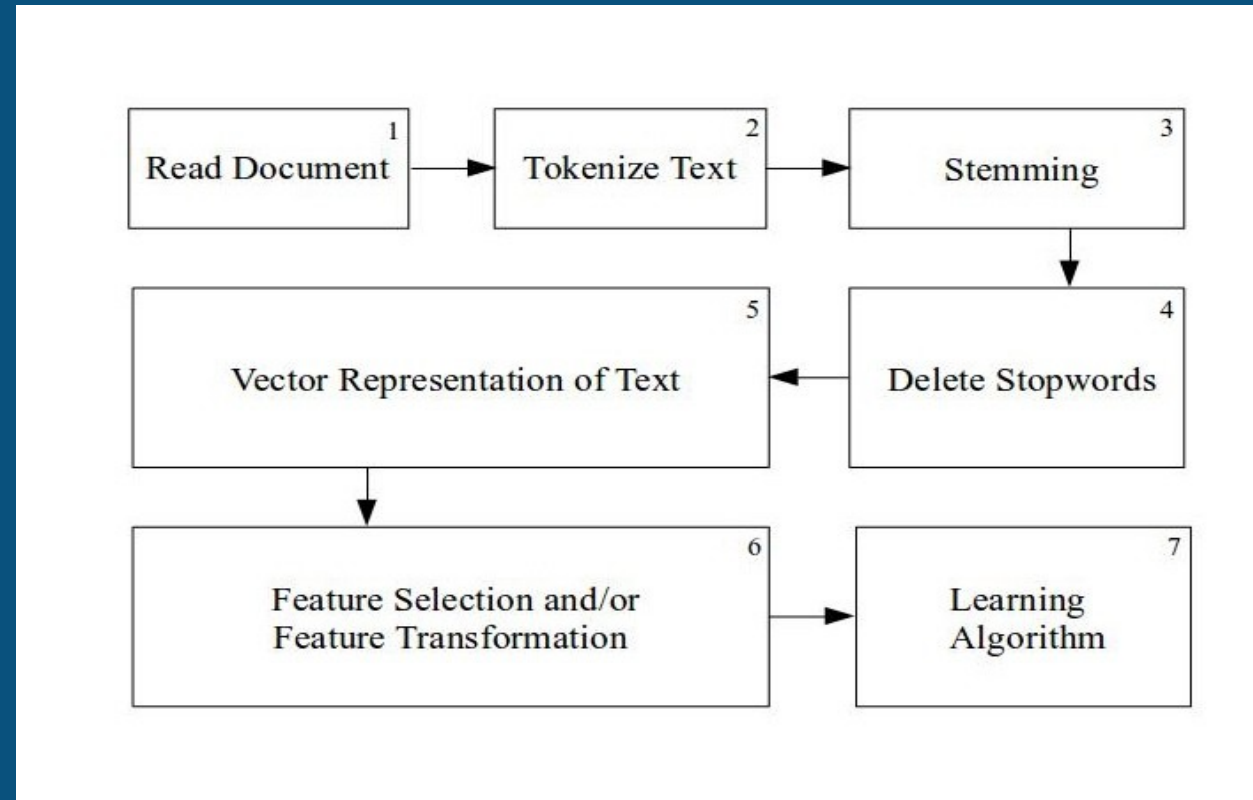 1
Read Document
2
Tokenize Text
3
Stemming
4
Delete Stopwords
5
Vector Representation of Text
6
Feature Selection and/or
Feature Transformation
7
Learning
Algorithm